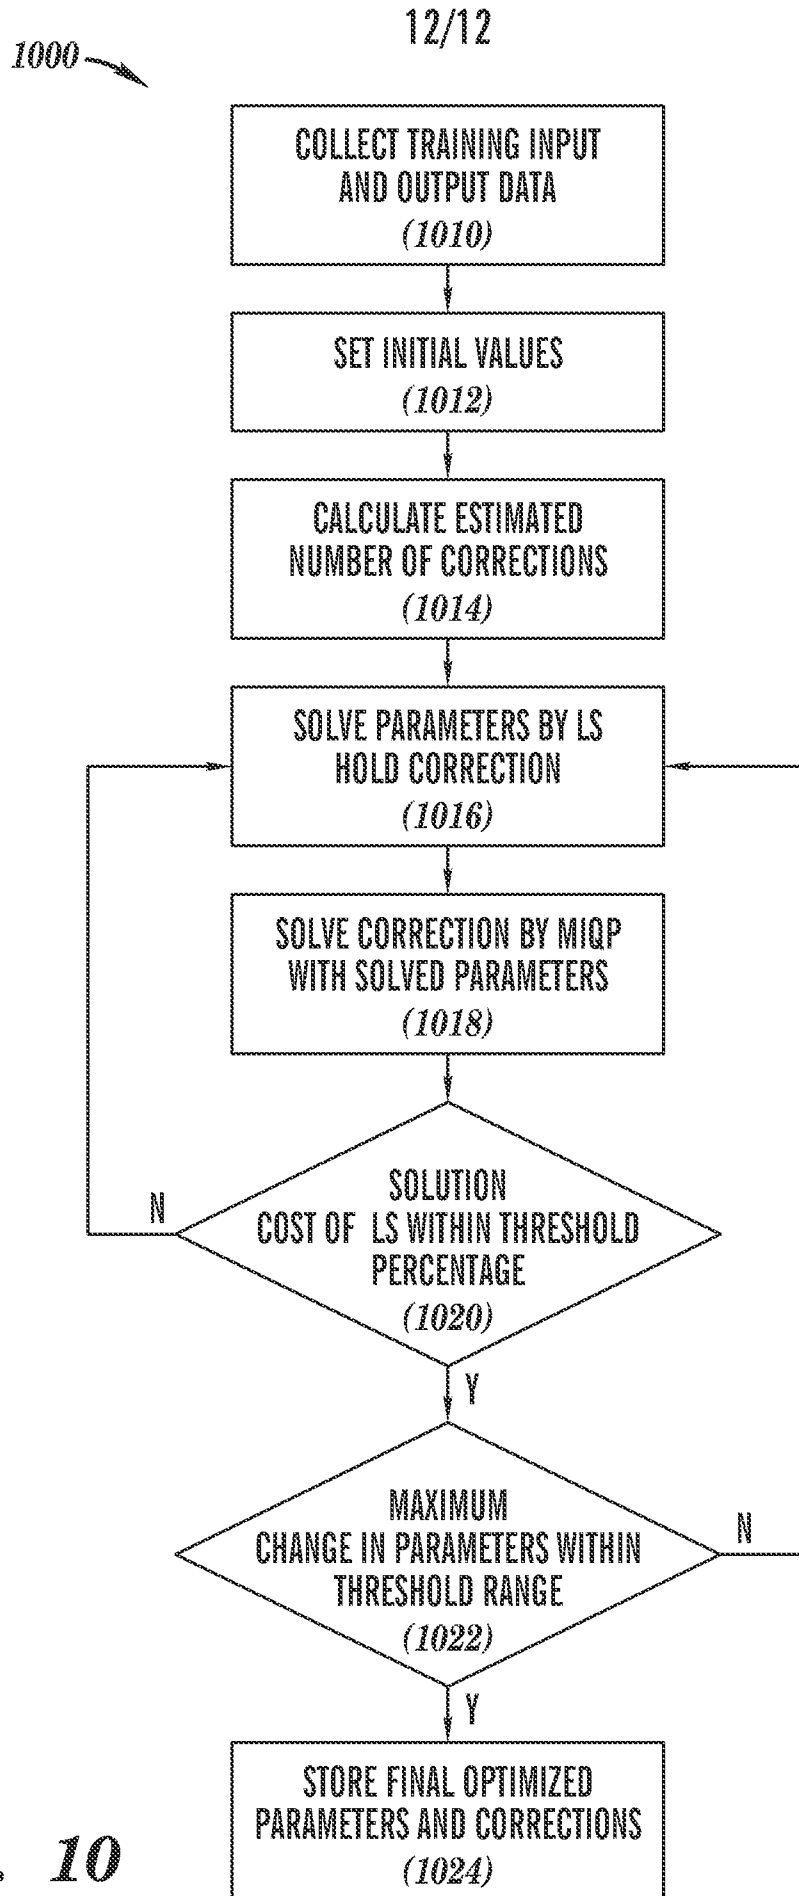 12/12
1000
COLLECT TRAINING INPUT
AND OUTPUT DATA
(1010)
SET INITIAL VALUES
(1012)
CALCULATE ESTIMATED
NUMBER OF CORRECTIONS
(1014)
SOLVE PARAMETERS BY LS
HOLD CORRECTION
(1016)
SOLVE CORRECTION BY MIQP
WITH SOLVED PARAMETERS
(1018)
SOLUTION
COST OF LS WITHIN THRESHOLD
PERCENTAGE
(1020)
N
Y
MAXIMUM
CHANGE IN PARAMETERS WITHIN
THRESHOLD RANGE
(1022)
N
Y
STORE FINAL OPTIMIZED
PARAMETERS AND CORRECTIONS
(1024)
. 10